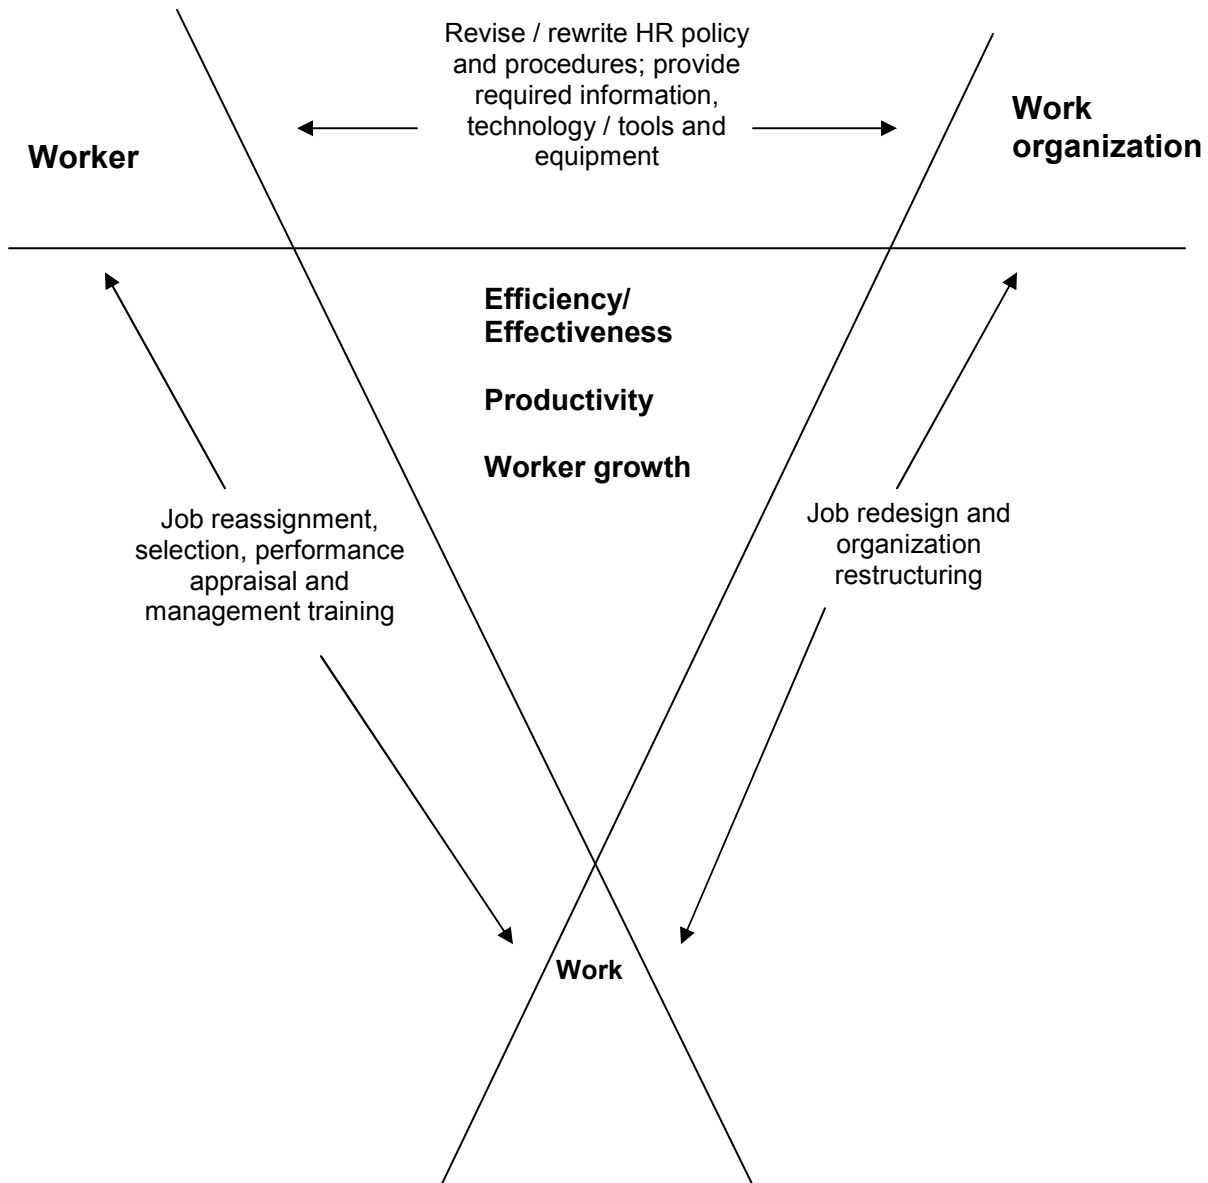 Revise / rewrite HR policy
and procedures; provide
required information,
technology / tools and
equipment
Worker
Work
organization
Efficiency/
Effectiveness
Productivity
Worker growth
Job reassignment,
selection, performance
appraisal and
management training
Job redesign and
organization
restructuring
Work